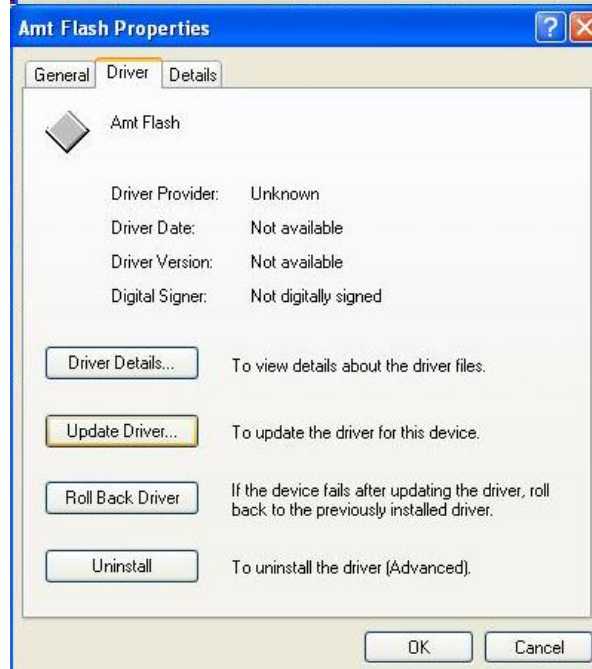 Amt Flash Properties
General Driver Details
Amt Flash
Driver Provider: Unknown
Driver Date: Not available
Driver Version: Not available
Digital Signer: Not digitally signed
Driver Details... To view details about the driver files.
Update Driver... To update the driver for this device.
Roll Back Driver If the device fails after updating the driver, roll
back to the previously installed driver.
Uninstall To uninstall the driver (Advanced).
OK Cancel